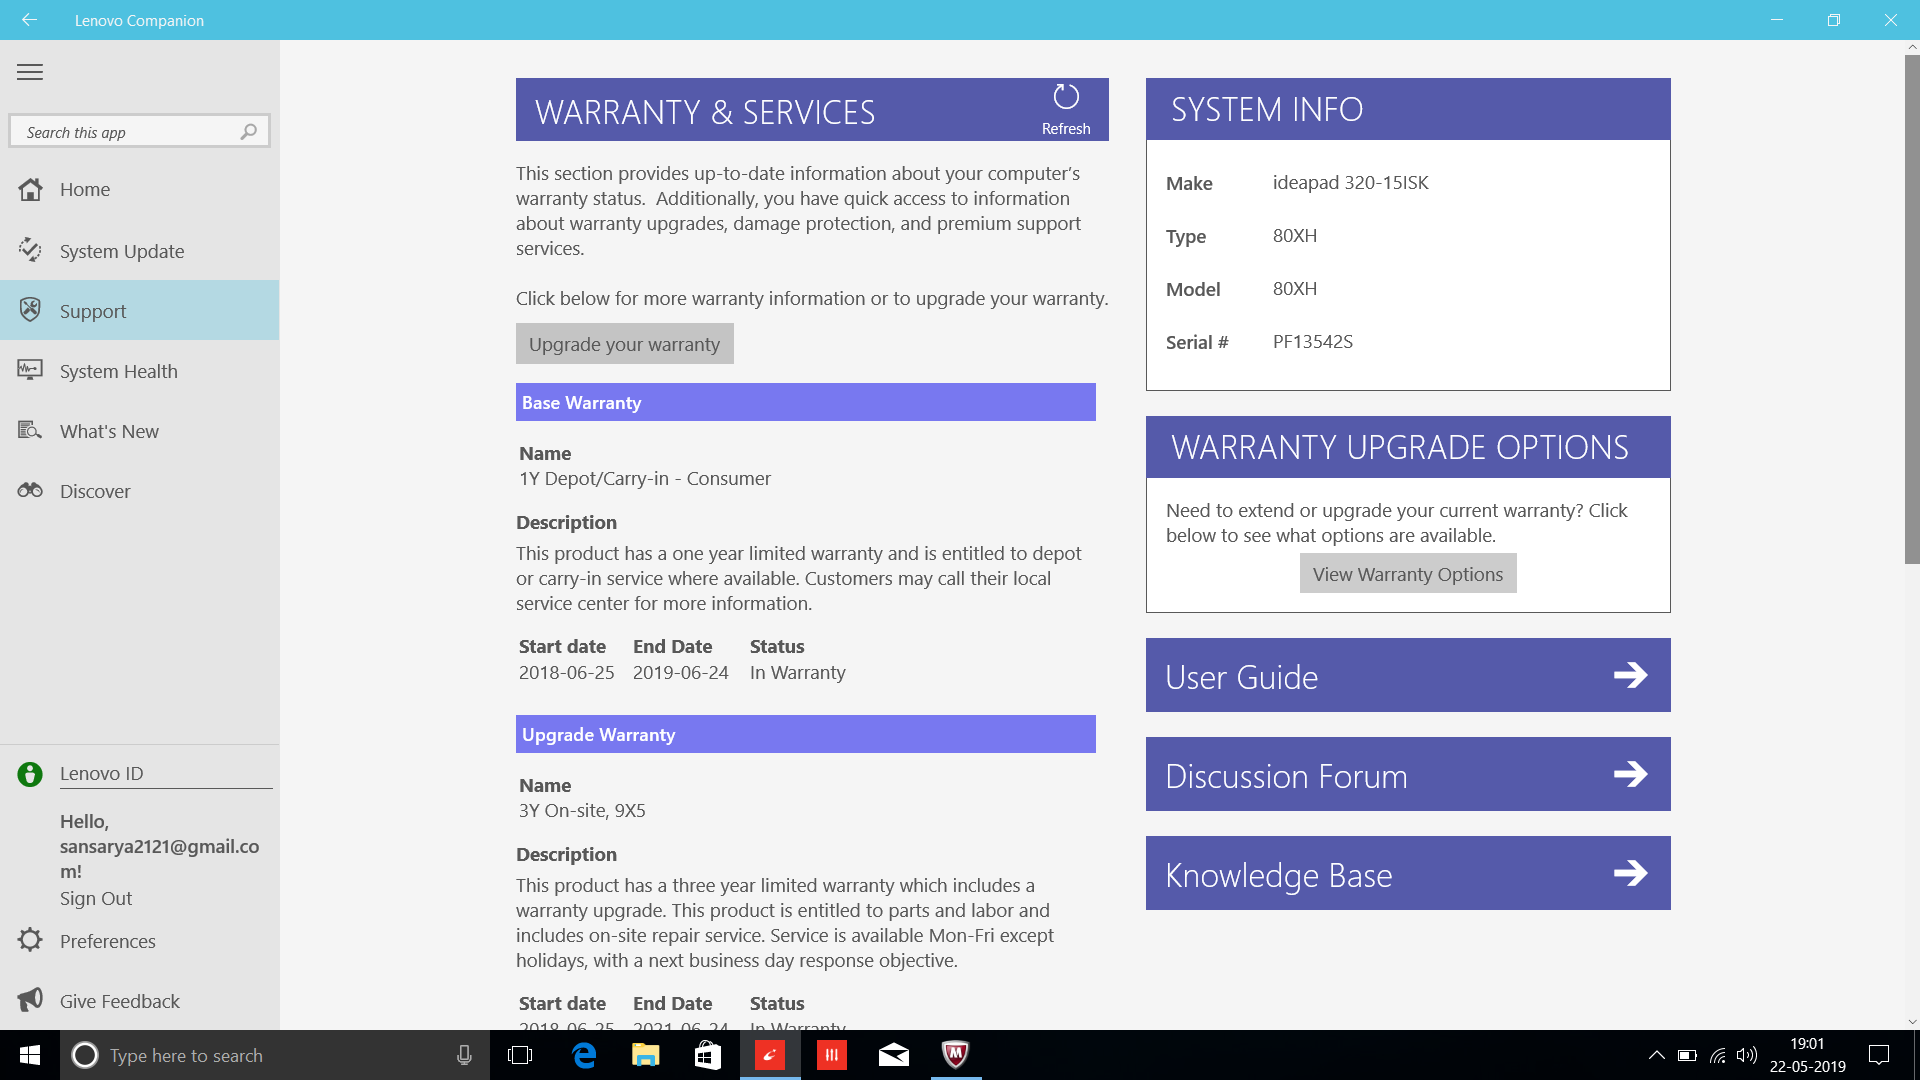 Lenovo Companion
Search this app
Home
System Update
Support
System Health
What's New
Discover
Lenovo ID
Hello,
sansarya2121@gmail.co
m!
Sign Out
Preferences
Give Feedback
WARRANTY & SERVICES
Refresh
This section provides up-to-date information about your computer’s
warranty status.  Additionally, you have quick access to information
about warranty upgrades, damage protection, and premium support
services.
Click below for more warranty information or to upgrade your warranty.
Upgrade your warranty
Base Warranty
Name
1Y Depot/Carry-in - Consumer
Description
This product has a one year limited warranty and is entitled to depot
or carry-in service where available. Customers may call their local
service center for more information.
Start date End Date Status
2018-06-25 2019-06-24 In Warranty
Upgrade Warranty
Name
3Y On-site, 9X5
Description
This product has a three year limited warranty which includes a
warranty upgrade. This product is entitled to parts and labor and
includes on-site repair service. Service is available Mon-Fri except
holidays, with a next business day response objective.
Start date End Date Status
2018-06-25 2021-06-24 In Warranty
SYSTEM INFO
Make ideapad 320-15ISK
Type 80XH
Model 80XH
Serial # PF13542S
WARRANTY UPGRADE OPTIONS
Need to extend or upgrade your current warranty? Click
below to see what options are available.
View Warranty Options
User Guide
Discussion Forum
Knowledge Base
Type here to search
19:01
22-05-2019